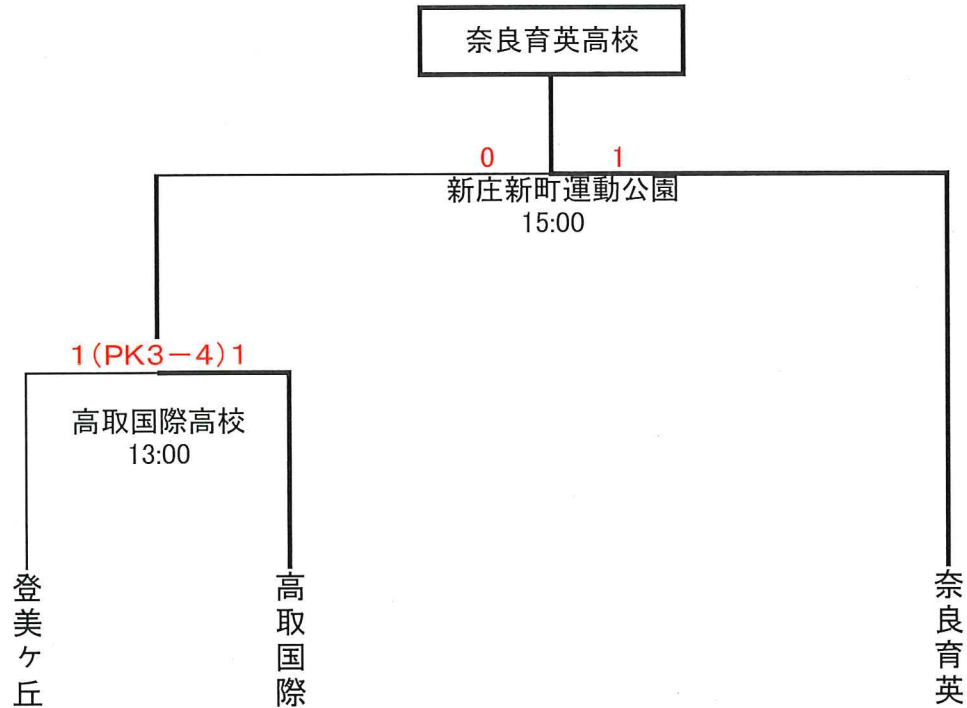 奈良育英高校
0 1
新庄新町運動公園
15:00
1(PK3－4)1
高取国際高校
13:00
登美ヶ丘
高取国際
奈良育英